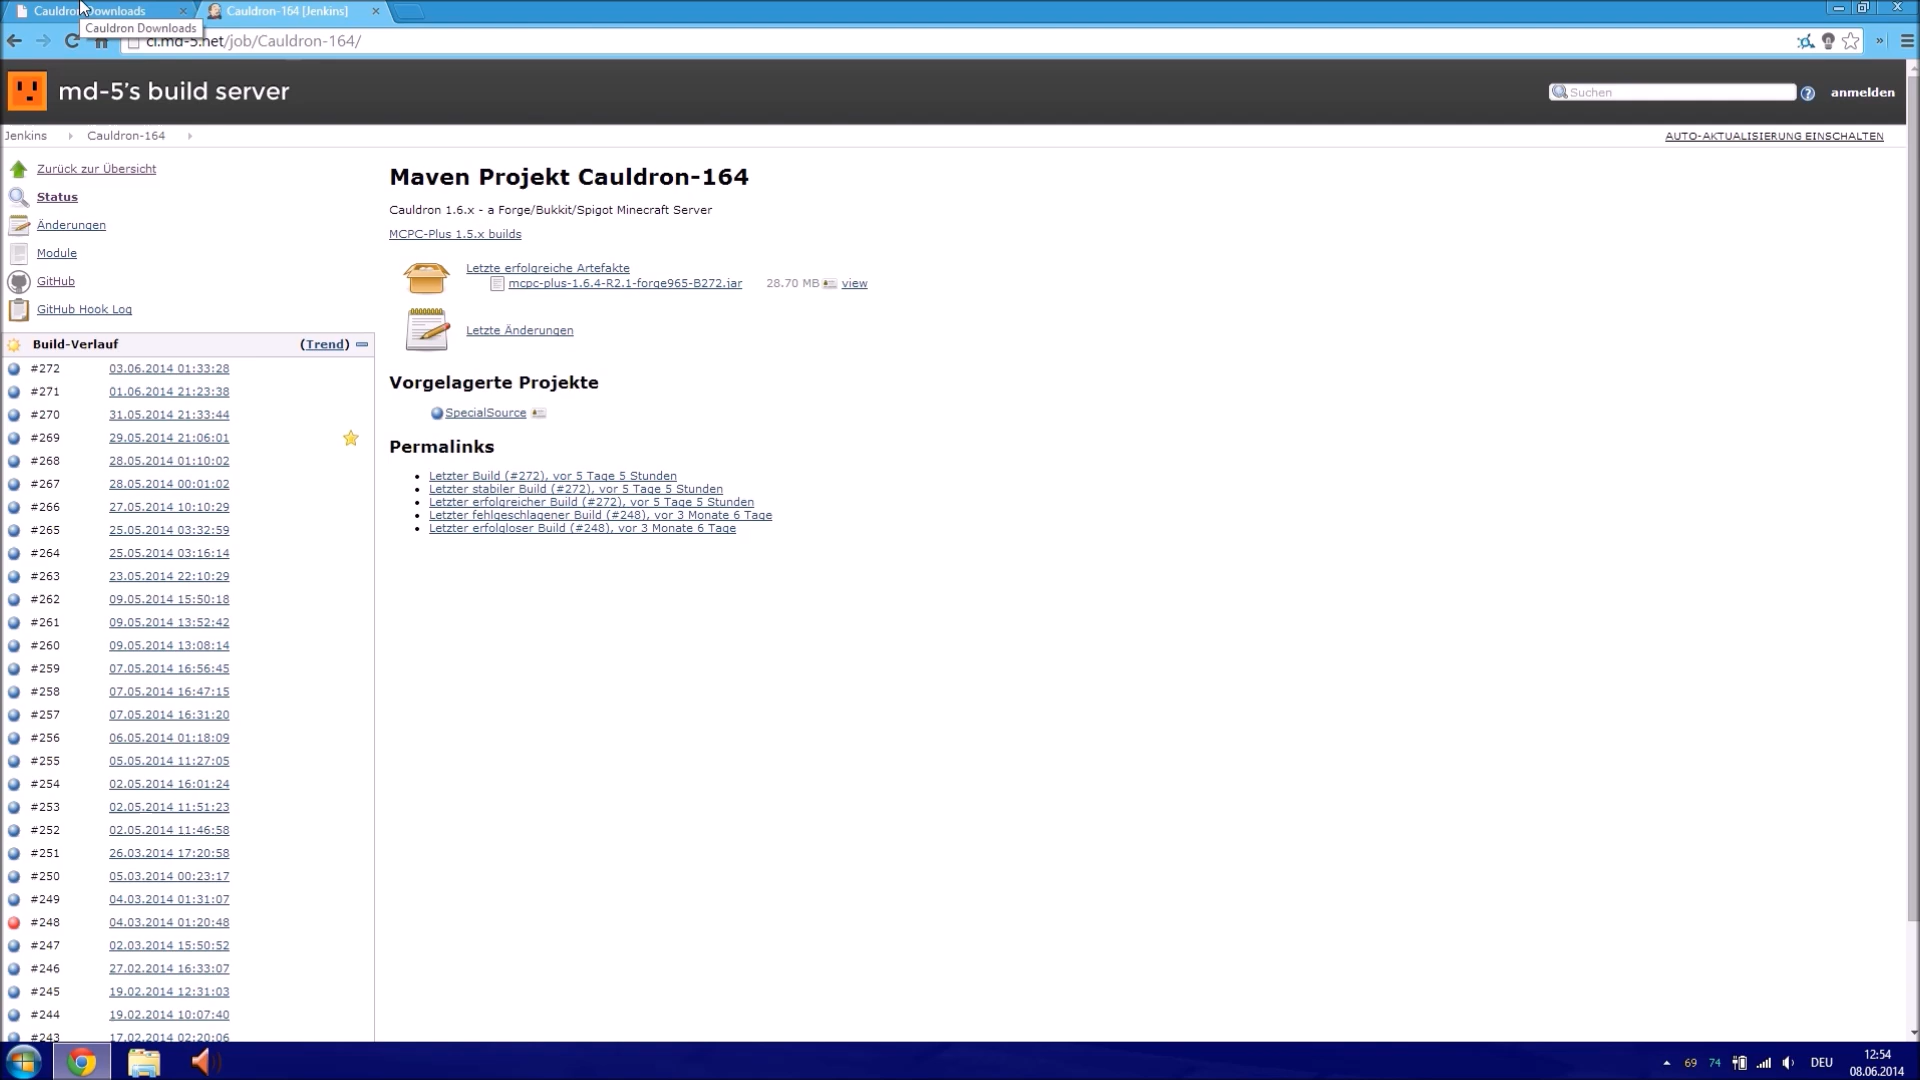 Cauldron Downloads
Cauldron-164 [Jenkins]
Cauldron Downloads
ci.md-5.net/job/Cauldron-164/
md-5's build server
Suchen
anmelden
Jenkins
Cauldron-164
AUTO-AKTUALISIERUNG EINSCHALTEN
Zurück zur Übersicht
Status
Änderungen
Module
GitHub
GitHub Hook Log
Build-Verlauf (Trend)
#272 03.06.2014 01:33:28
#271 01.06.2014 21:23:38
#270 31.05.2014 21:33:44
#269 29.05.2014 21:06:01
#268 28.05.2014 01:10:02
#267 28.05.2014 00:01:02
#266 27.05.2014 10:10:29
#265 25.05.2014 03:32:59
#264 25.05.2014 03:16:14
#263 23.05.2014 22:10:29
#262 09.05.2014 15:50:18
#261 09.05.2014 13:52:42
#260 09.05.2014 13:08:14
#259 07.05.2014 16:56:45
#258 07.05.2014 16:47:15
#257 07.05.2014 16:31:20
#256 06.05.2014 01:18:09
#255 05.05.2014 11:27:05
#254 02.05.2014 16:01:24
#253 02.05.2014 11:51:23
#252 02.05.2014 11:46:58
#251 26.03.2014 17:20:58
#250 05.03.2014 00:23:17
#249 04.03.2014 01:31:07
#248 04.03.2014 01:20:48
#247 02.03.2014 15:50:52
#246 27.02.2014 16:33:07
#245 19.02.2014 12:31:03
#244 19.02.2014 10:07:40
#243 17.02.2014 02:20:06
Maven Projekt Cauldron-164
Cauldron 1.6.x - a Forge/Bukkit/Spigot Minecraft Server
MCPC-Plus 1.5.x builds
Letzte erfolgreiche Artefakte
mcpc-plus-1.6.4-R2.1-forge965-B272.jar 28.70 MB view
Letzte Änderungen
Vorgelagerte Projekte
SpecialSource
Permalinks
Letzter Build (#272), vor 5 Tage 5 Stunden
Letzter stabiler Build (#272), vor 5 Tage 5 Stunden
Letzter erfolgreicher Build (#272), vor 5 Tage 5 Stunden
Letzter fehlgeschlagener Build (#248), vor 3 Monate 6 Tage
Letzter erfolgloser Build (#248), vor 3 Monate 6 Tage
69 74 DEU 12:54
08.06.2014